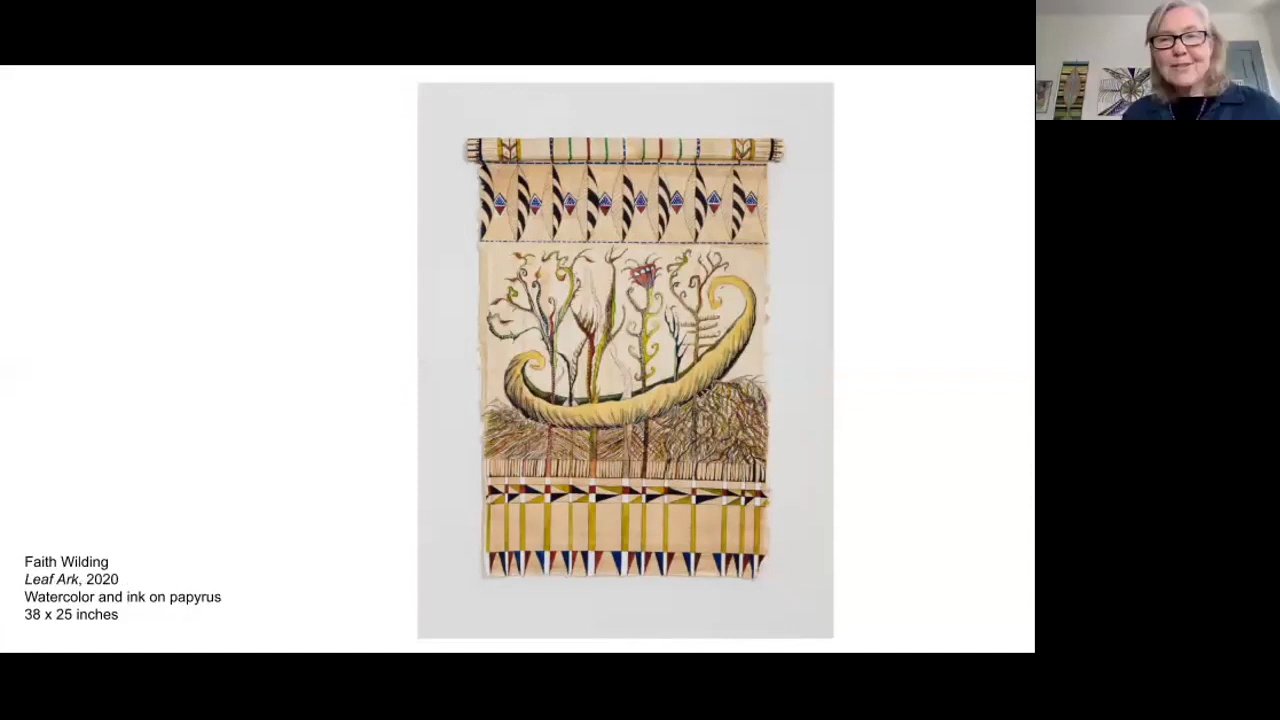 Faith Wilding
Leaf Ark, 2020
Watercolor and ink on papyrus
38 x 25 inches